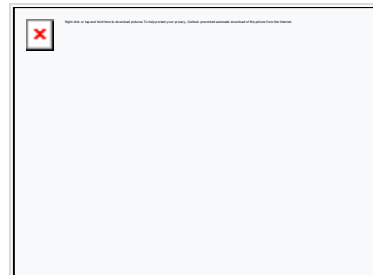 Right-click or tap and hold here to download pictures. To help protect your privacy, Outlook prevented automatic download of this picture from the Internet.